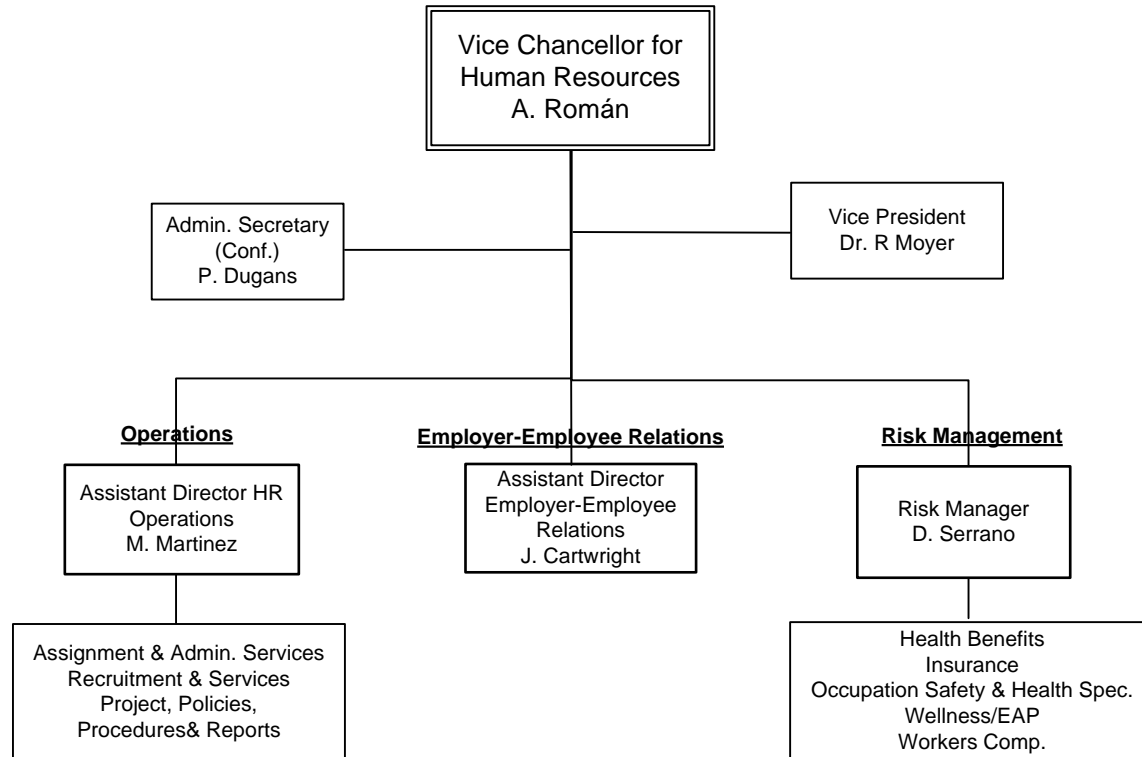 Vice Chancellor for
Human Resources
A. Román
Admin. Secretary
(Conf.)
P. Dugans
Vice President
Dr. R Moyer
Operations
Assistant Director HR
Operations
M. Martinez
Assignment & Admin. Services
Recruitment & Services
Project, Policies,
Procedures& Reports
Employer-Employee Relations
Assistant Director
Employer-Employee
Relations
J. Cartwright
Risk Management
Risk Manager
D. Serrano
Health Benefits
Insurance
Occupation Safety & Health Spec.
Wellness/EAP
Workers Comp.